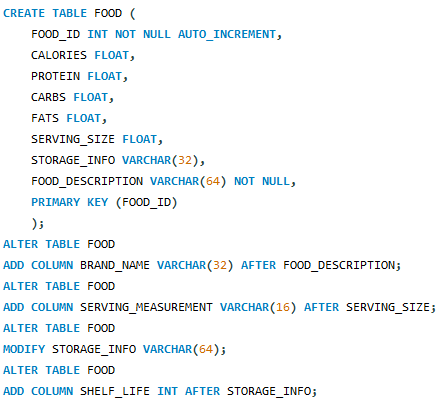 CREATE TABLE FOOD (
FOOD_ID INT NOT NULL AUTO_INCREMENT,
CALORIES FLOAT,
PROTEIN FLOAT,
CARBS FLOAT,
FATS FLOAT,
SERVING_SIZE FLOAT,
STORAGE_INFO VARCHAR(32),
FOOD_DESCRIPTION VARCHAR(64) NOT NULL,
PRIMARY KEY (FOOD_ID)
);
ALTER TABLE FOOD
ADD COLUMN BRAND_NAME VARCHAR(32) AFTER FOOD_DESCRIPTION;
ALTER TABLE FOOD
ADD COLUMN SERVING_MEASUREMENT VARCHAR(16) AFTER SERVING_SIZE;
ALTER TABLE FOOD
MODIFY STORAGE_INFO VARCHAR(64);
ALTER TABLE FOOD
ADD COLUMN SHELF_LIFE INT AFTER STORAGE_INFO;